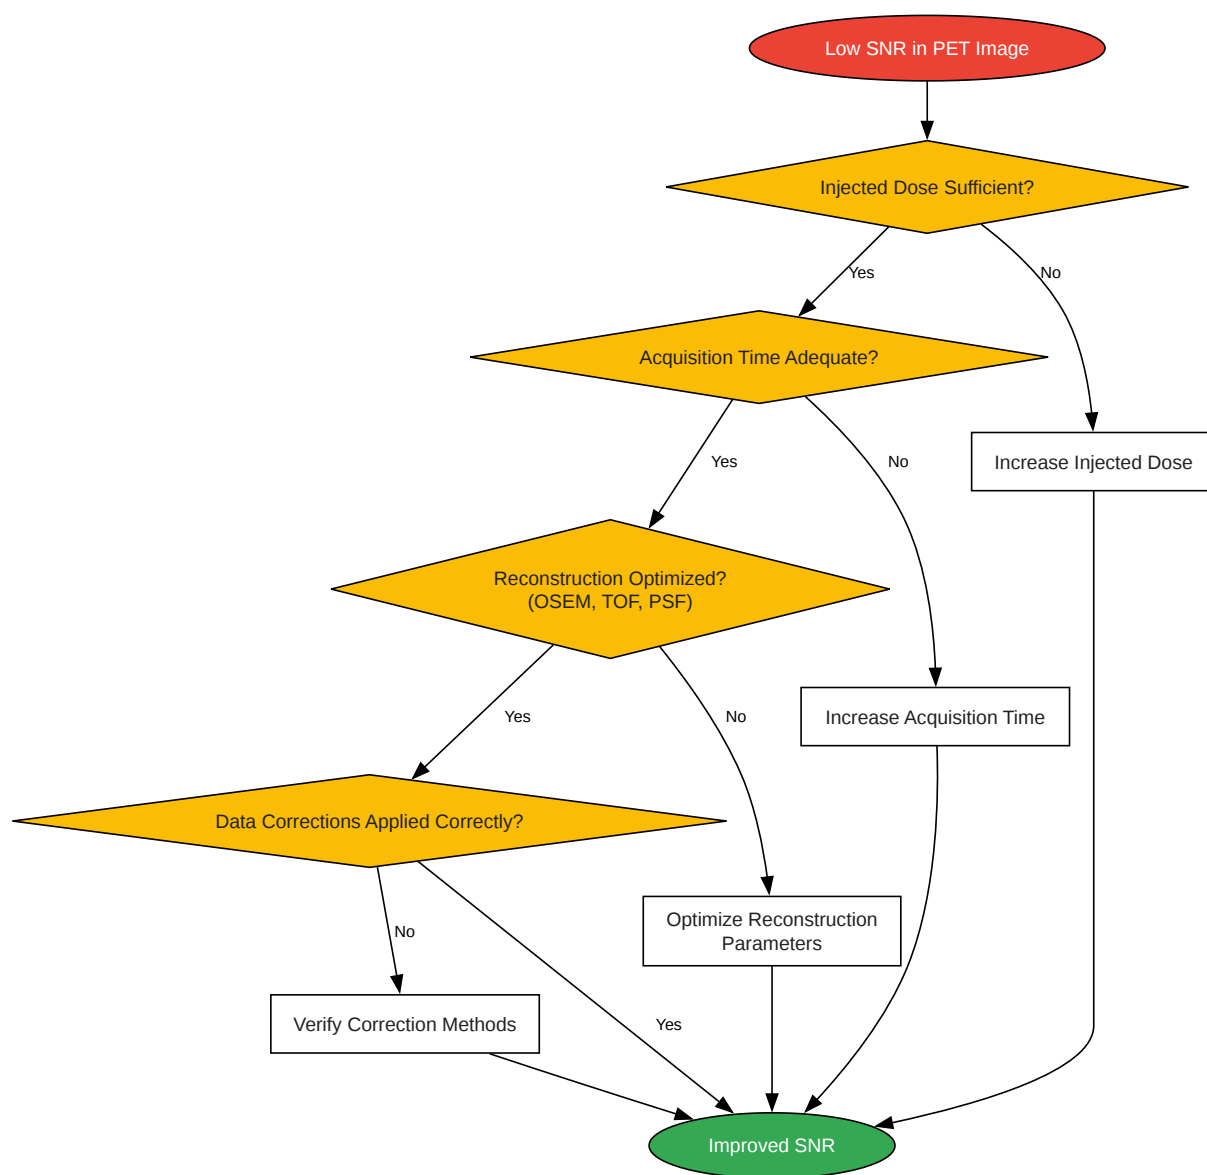 Low SNR in PET Image
Injected Dose Sufficient?
Yes
No
Acquisition Time Adequate?
Yes
No
Increase Injected Dose
Reconstruction Optimized?
(OSEM, TOF, PSF)
Yes
No
Increase Acquisition Time
Data Corrections Applied Correctly?
No
Optimize Reconstruction
Parameters
Verify Correction Methods
Yes
Improved SNR